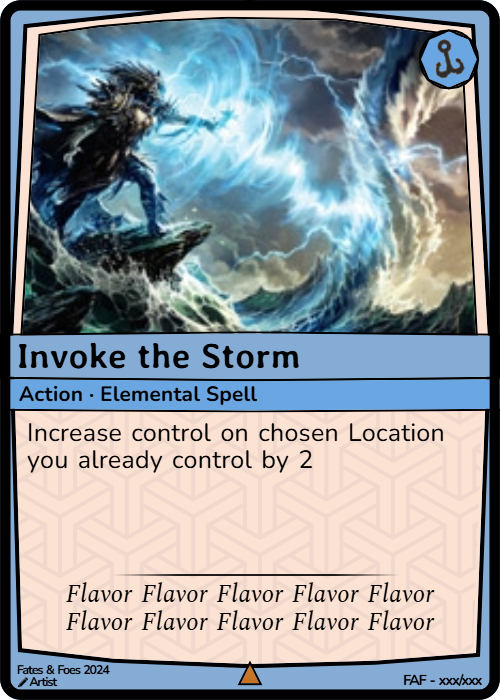 Invoke the Storm
Action · Elemental Spell
Increase control on chosen Location
you already control by 2
Flavor Flavor Flavor Flavor Flavor
Flavor Flavor Flavor Flavor Flavor
Fates & Foes 2024
Artist
FAF - xxx/xxx